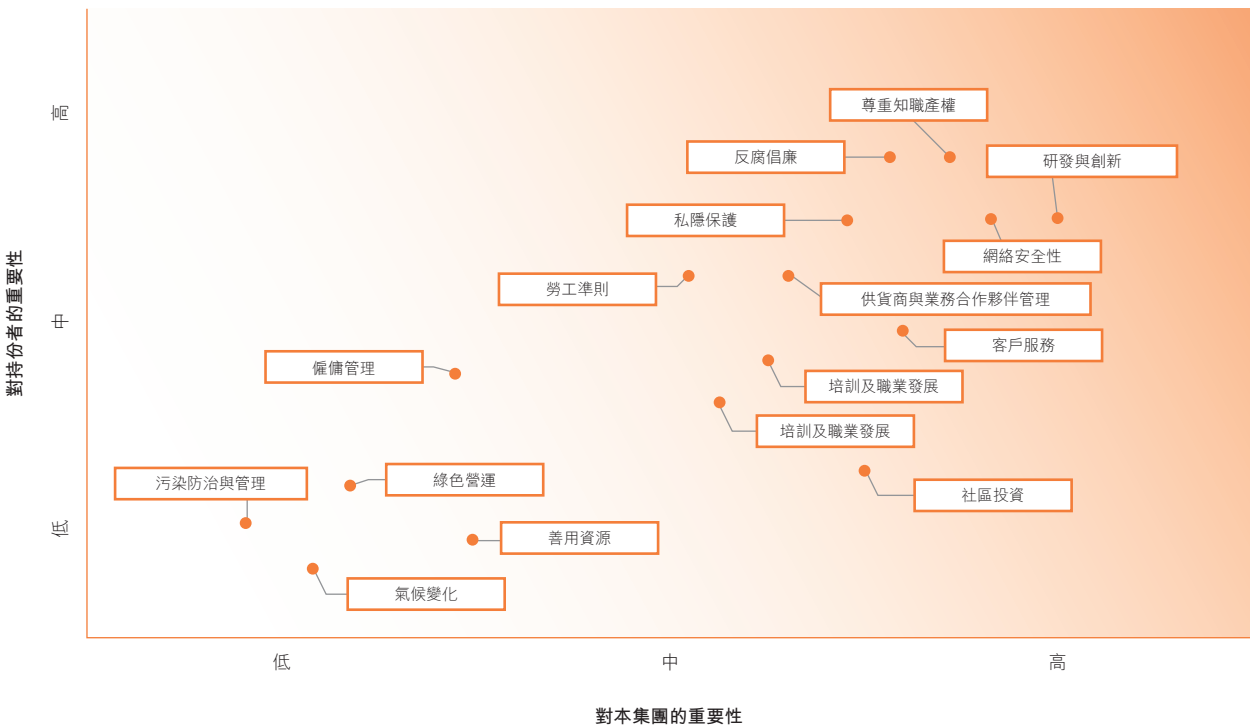 高
尊重知職產權
反腐倡廉
研發與創新
私隱保護
網絡安全性
勞工準則
供貨商與業務合作夥伴管理
對持份者的重要性
中
客戶服務
僱傭管理
培訓及職業發展
培訓及職業發展
污染防治與管理
綠色營運
社區投資
低
善用資源
氣候變化
低
中
高
對本集團的重要性